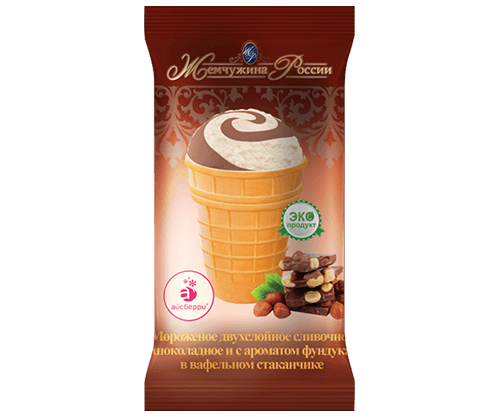 Жемчужина России
ЭКО
продукт
айсберри
Мороженое двухслойное сливочно-
шоколадное и с ароматом фундука
в вафельном стаканчике